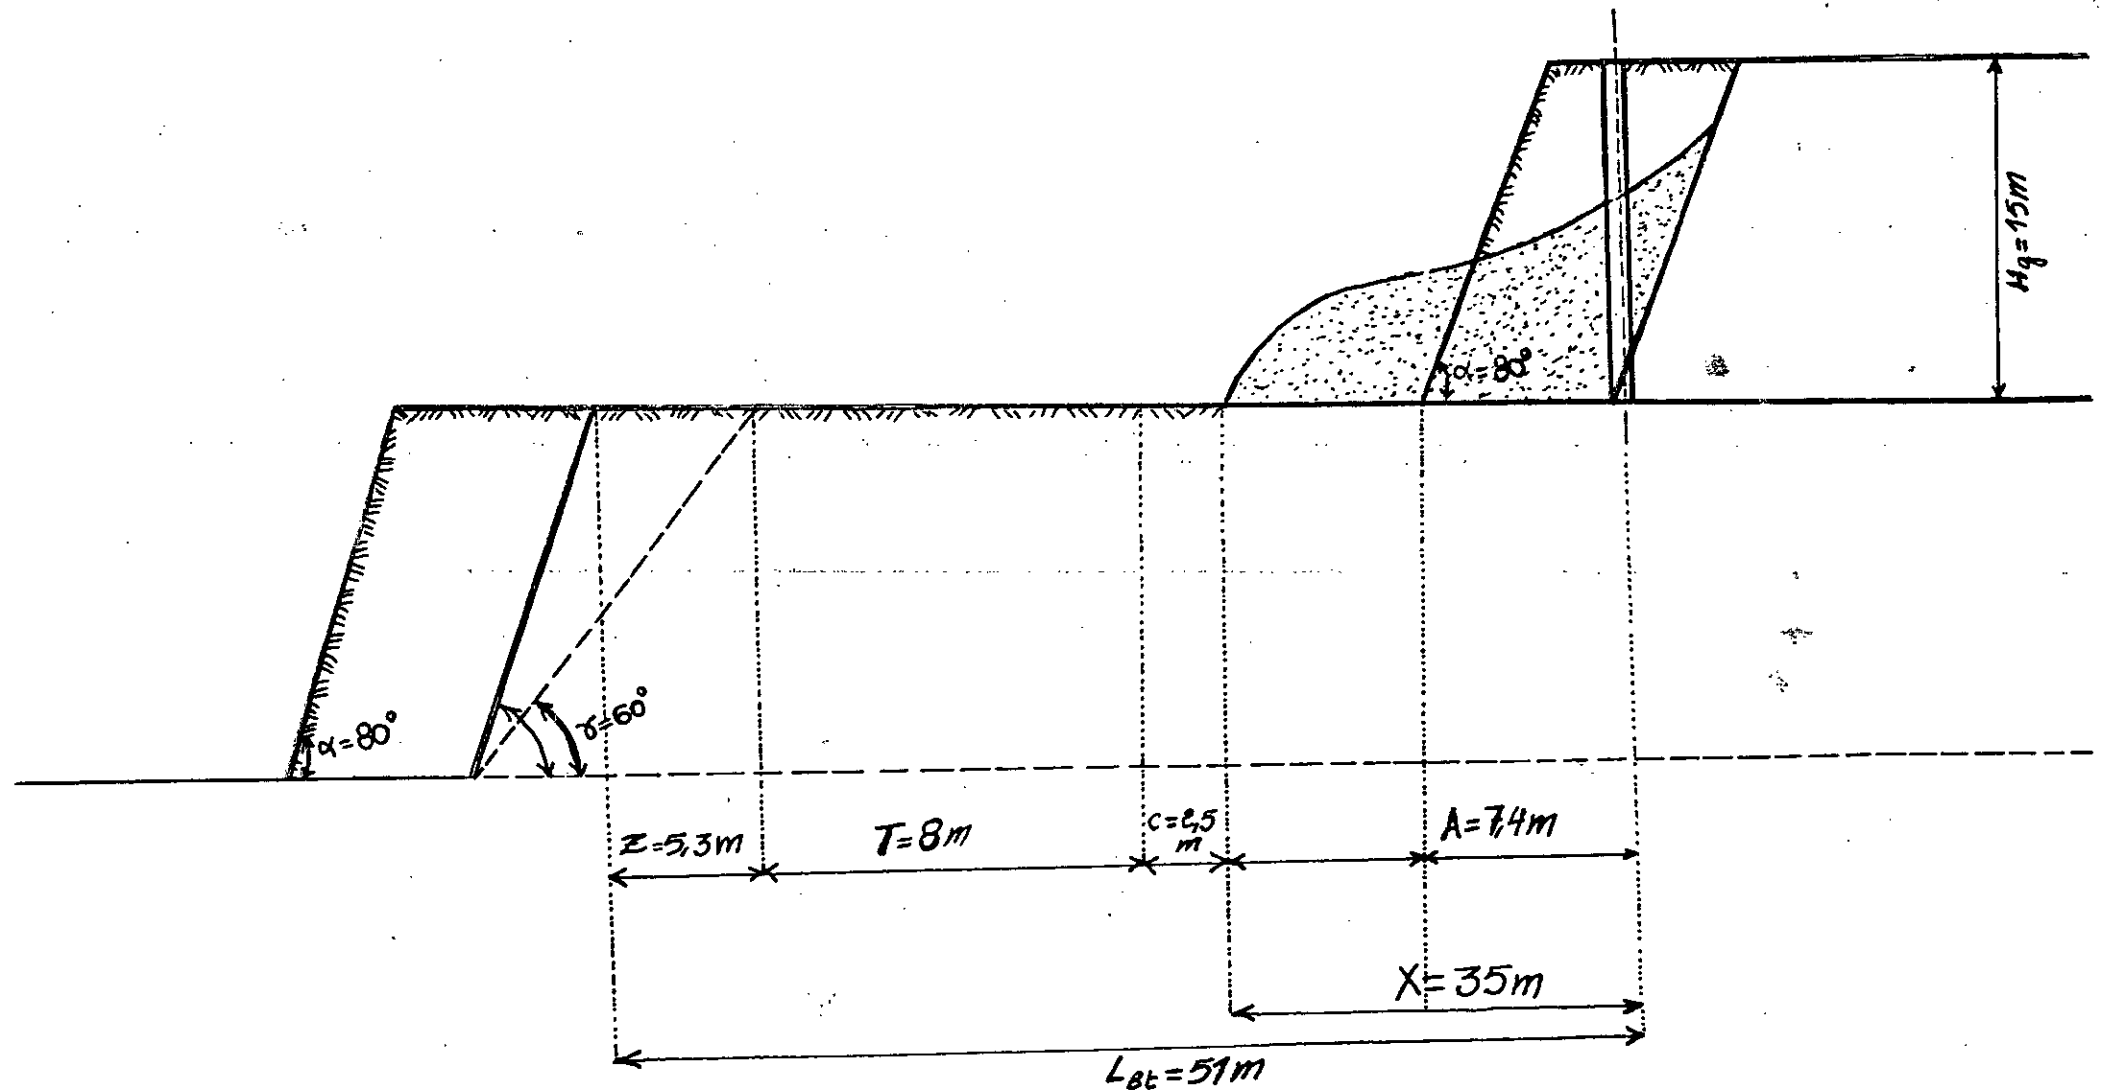 Hg=15m
α=80°
α=80°
γ=60°
Z=5,3m
T=8m
c=2,5
m
A=7,4m
X=35m
LBt=51m